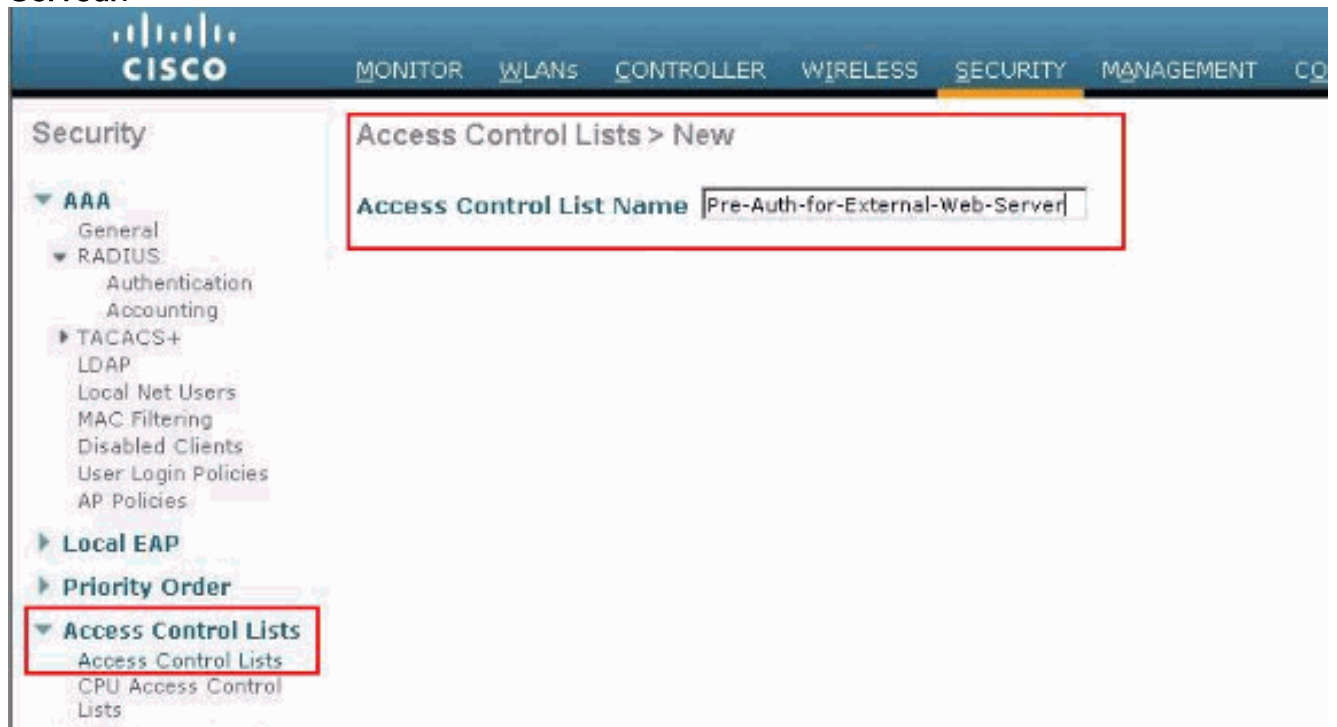 CISCO
MONITOR WLANs CONTROLLER WIRELESS SECURITY MANAGEMENT CO
Security
AAA
General
RADIUS
Authentication
Accounting
TACACS+
LDAP
Local Net Users
MAC Filtering
Disabled Clients
User Login Policies
AP Policies
Local EAP
Priority Order
Access Control Lists
Access Control Lists
CPU Access Control
Lists
Access Control Lists > New
Access Control List Name Pre-Auth-for-External-Web-Server